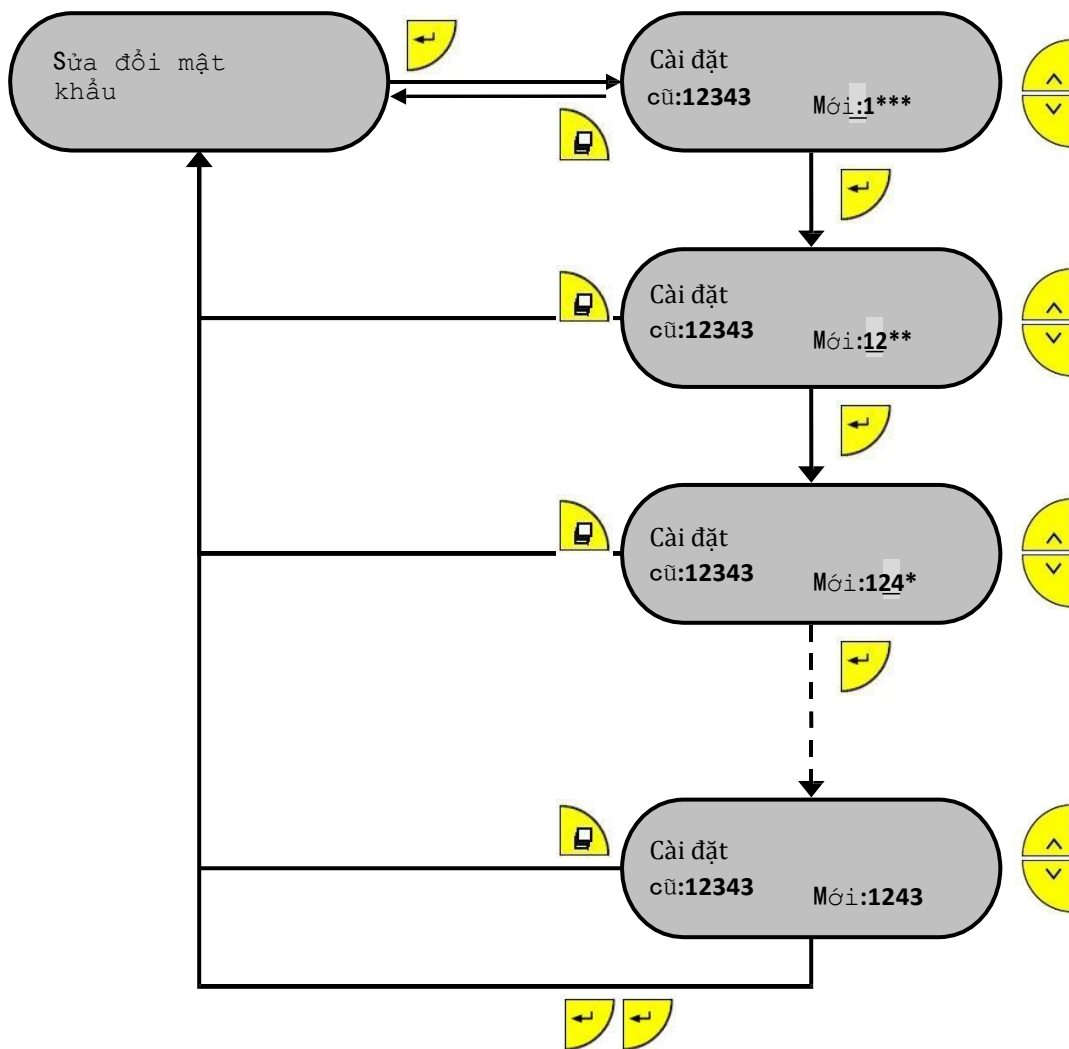 Sửa đổi mật
khẩu
Cài đặt
cũ:12343 Mới:1***
Cài đặt
cũ:12343 Mới:12**
Cài đặt
cũ:12343 Mới:124*
Cài đặt
cũ:12343 Mới:1243